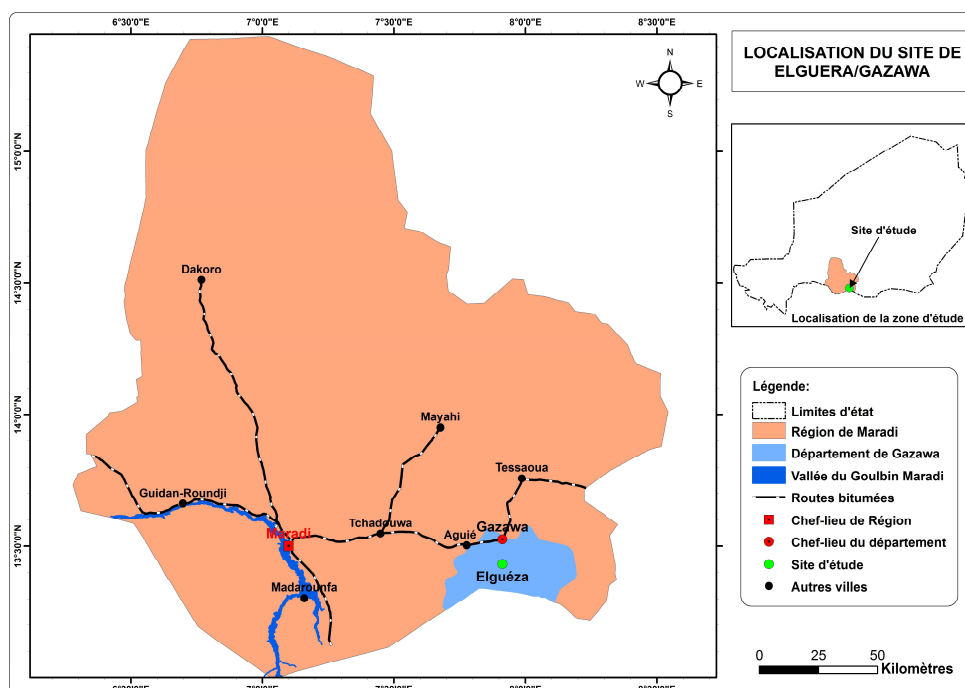 6°30'0"E 7°0'0"E 7°30'0"E 8°0'0"E 8°30'0"E
LOCALISATION DU SITE DE
ELGUERA/GAZAWA
N
W E
S
15°0'0"N
14°30'0"N
14°0'0"N
13°30'0"N
Dakoro
Mayahi
Tessaoua
Guidan-Roundji
Tchadouwa
Maradi
Aguié
Gazawa
Elguéza
Madarounfa
Site d'étude
Localisation de la zone d'étude
Légende:
Limites d'état
Région de Maradi
Département de Gazawa
Vallée du Goulbin Maradi
Routes bitumées
Chef-lieu de Région
Chef-lieu du département
Site d'étude
Autres villes
0 25 50
Kilomètres